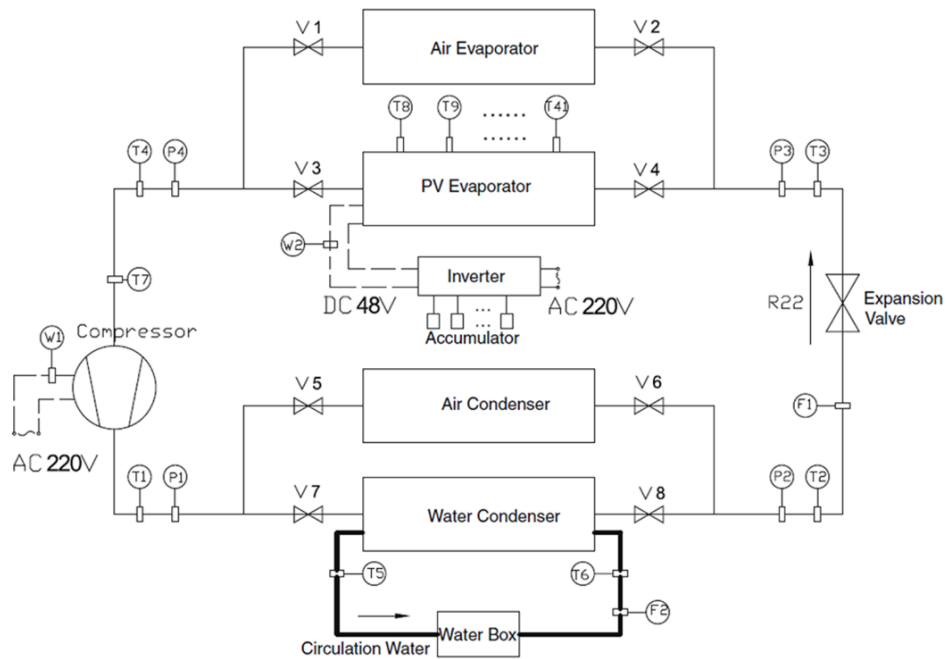 V1
Air Evaporator
V2
T8
T9
......
......
T41
T4
P4
V3
PV Evaporator
V4
P3
T3
W2
Inverter
DC 48V
...
...
AC 220V
Accumulator
T7
R22
Expansion
Valve
Compressor
W1
V5
Air Condenser
V6
F1
AC 220V
T1
P1
V7
Water Condenser
V8
P2
T2
T5
T6
F2
Circulation Water
Water Box